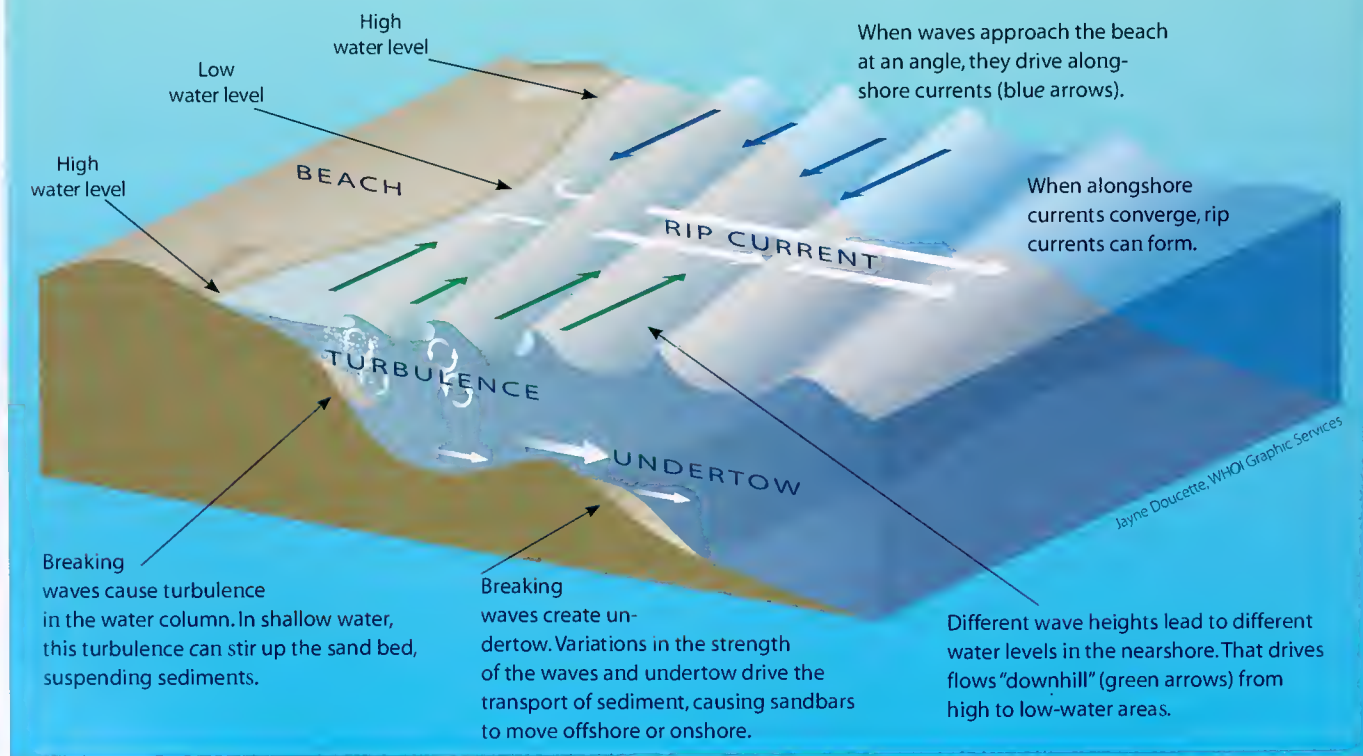 High
water level
Low
water level
High
water level
When waves approach the beach
at an angle, they drive along-
shore currents (blue arrows).
BEACH
When alongshore
currents converge, rip
currents can form.
RIP CURRENT
TURBULENCE
UNDERTOW
Jayne Doucette, WHOI Graphic Services
Breaking
waves cause turbulence
in the water column. In shallow water,
this turbulence can stir up the sand bed,
suspending sediments.
Breaking
waves create un-
dertow. Variations in the strength
of the waves and undertow drive the
transport of sediment, causing sandbars
to move offshore or onshore.
Different wave heights lead to different
water levels in the nearshore. That drives
flows "downhill" (green arrows) from
high to low-water areas.